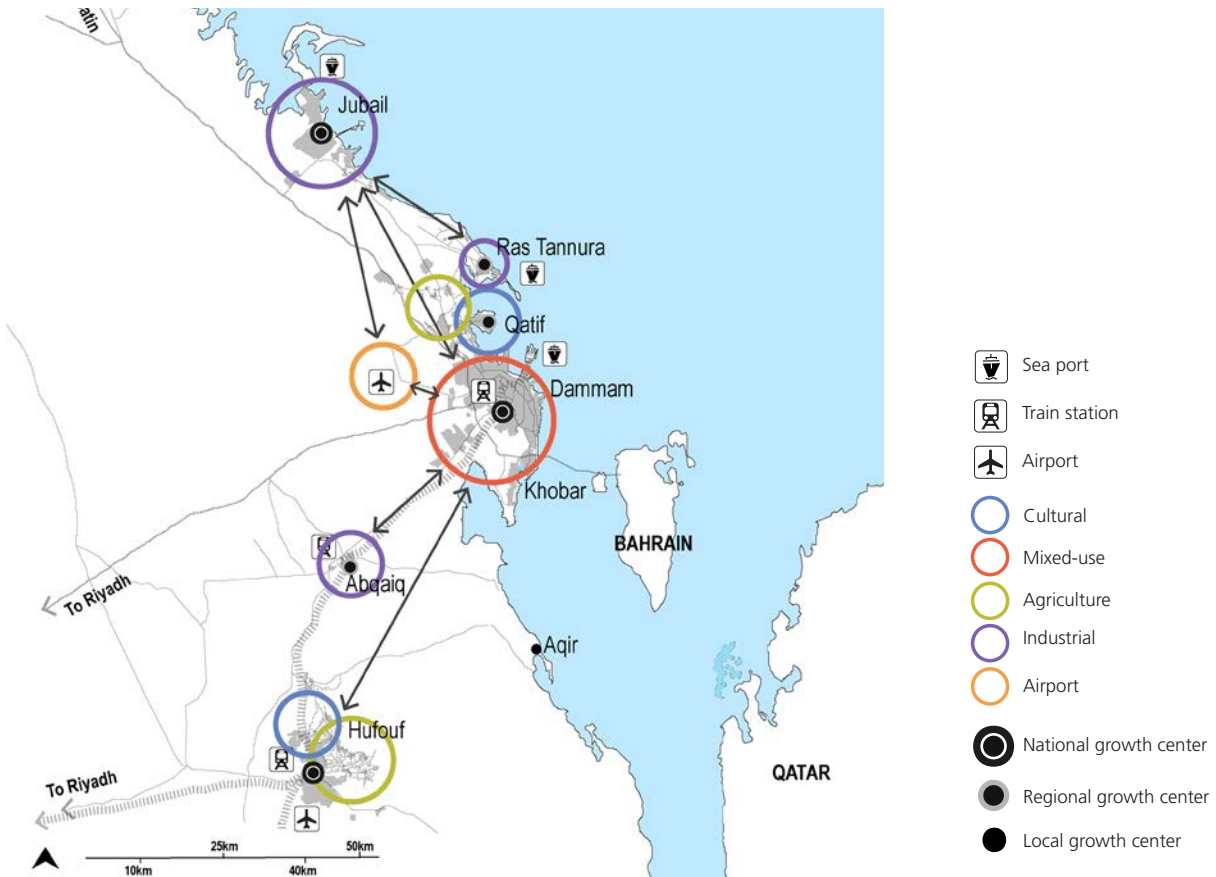 atin
Jubail
Ras Tannura
Qatif
Dammam
Khobar
BAHRAIN
Abqaiq
To Riyadh
Aqir
Hufouf
To Riyadh
QATAR
25km
50km
10km
40km
Sea port
Train station
Airport
Cultural
Mixed-use
Agriculture
Industrial
Airport
National growth center
Regional growth center
Local growth center